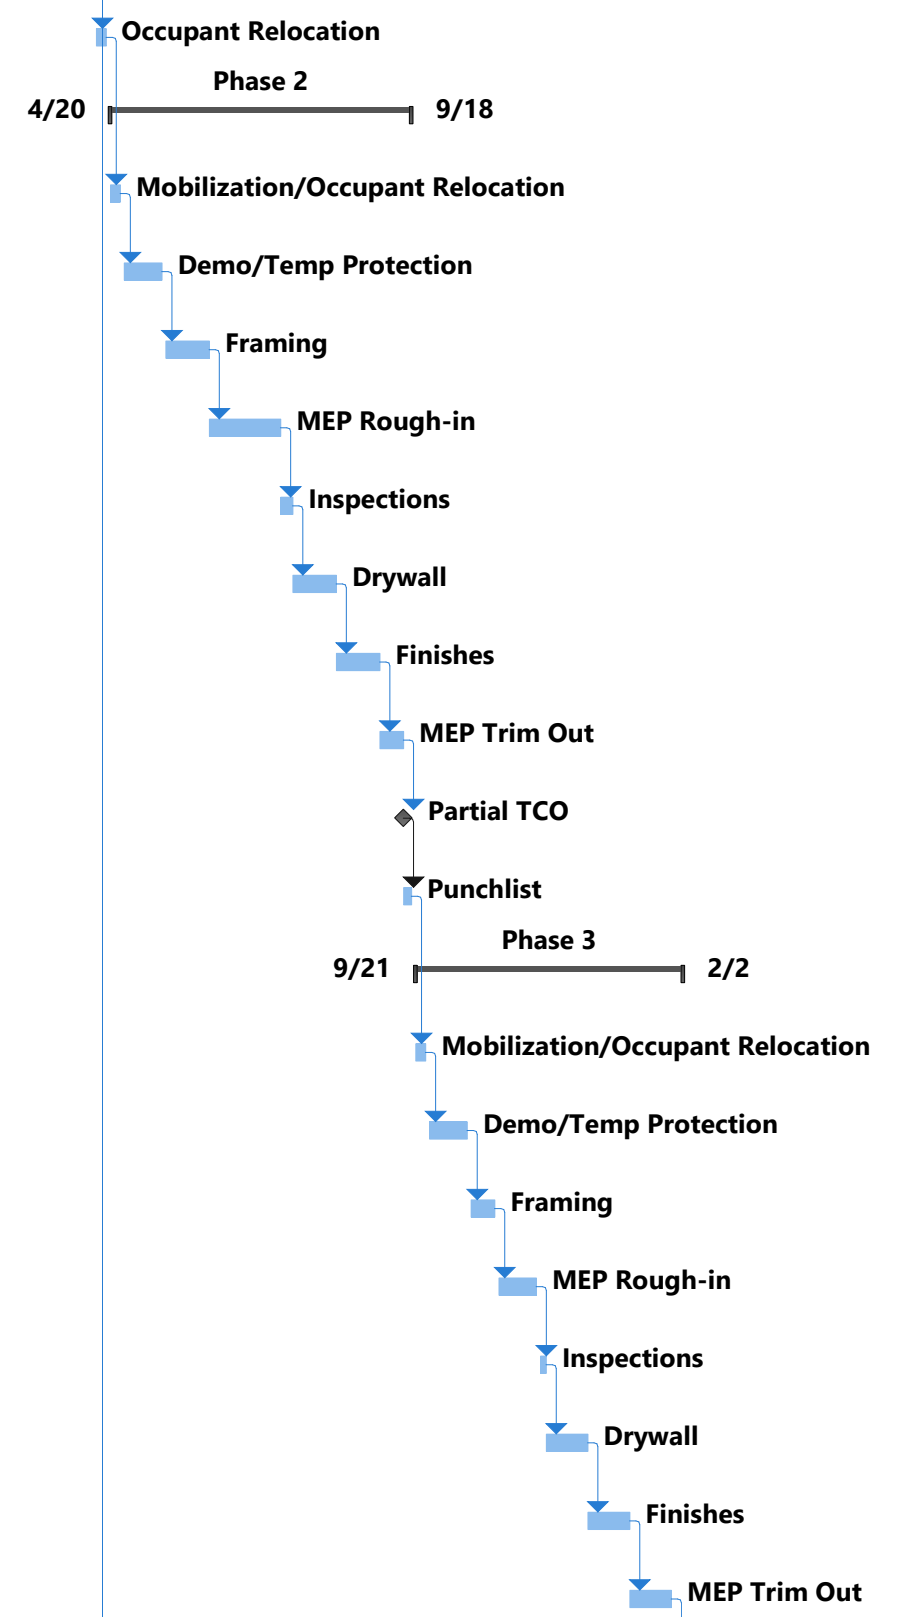 Occupant Relocation
Phase 2
4/20 9/18
Mobilization/Occupant Relocation
Demo/Temp Protection
Framing
MEP Rough-in
Inspections
Drywall
Finishes
MEP Trim Out
Partial TCO
Punchlist
Phase 3
9/21 2/2
Mobilization/Occupant Relocation
Demo/Temp Protection
Framing
MEP Rough-in
Inspections
Drywall
Finishes
MEP Trim Out